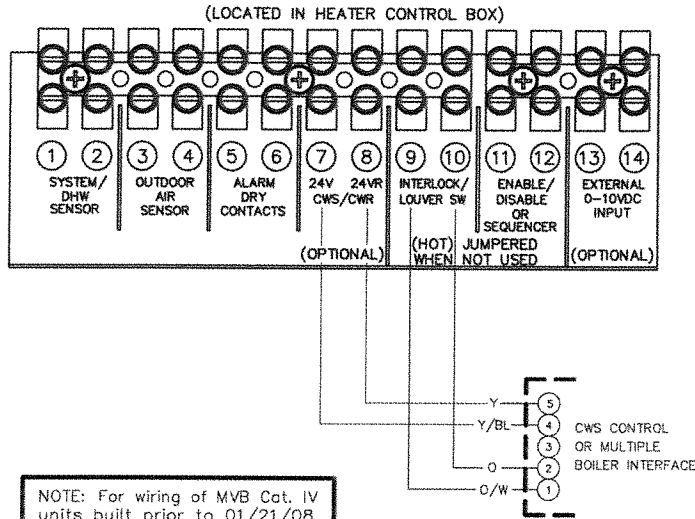 (LOCATED IN HEATER CONTROL BOX)
1 2 3 4 5 6 7 8 9 10 11 12 13 14
SYSTEM/
DHW
SENSOR
OUTDOOR
AIR
SENSOR
ALARM
DRY
CONTACTS
24V 24VR
CWS/CWR
(OPTIONAL)
INTERLOCK/
LOUVER SW
ENABLE/
DISABLE
OR
SEQUENCER
(HOT) JUMPERED
WHEN NOT USED
EXTERNAL
0-10VDC
INPUT
(OPTIONAL)
Y 5
Y/BL 4
3
O 2
O/W 1
CWS CONTROL
OR MULTIPLE
BOILER INTERFACE
NOTE: For wiring of MVB Cat. IV
units built prior to 01/21/08